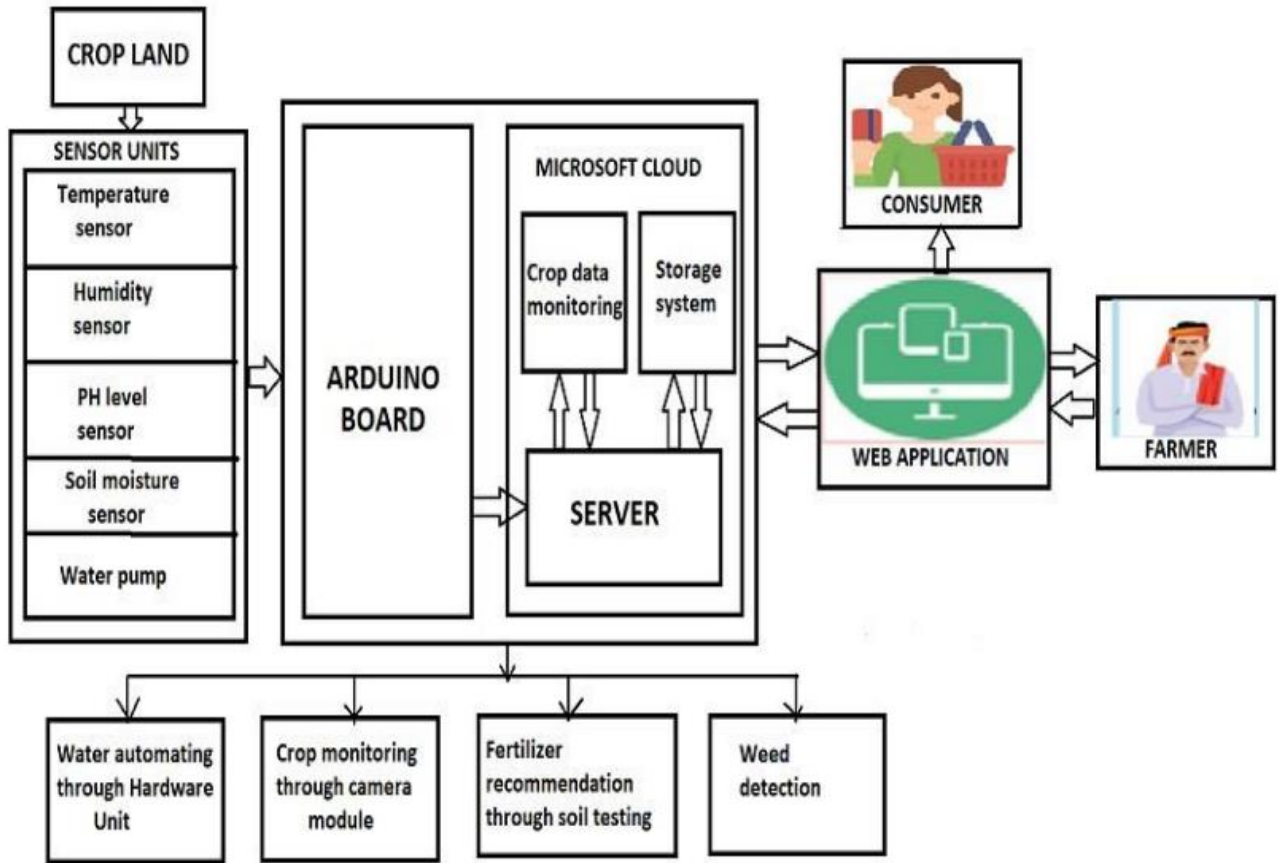 CROP LAND
SENSOR UNITS
Temperature
sensor
Humidity
sensor
PH level
sensor
Soil moisture
sensor
Water pump
ARDUINO
BOARD
MICROSOFT CLOUD
Crop data
monitoring
Storage
system
SERVER
CONSUMER
WEB APPLICATION
FARMER
Water automating
through Hardware
Unit
Crop monitoring
through camera
module
Fertilizer
recommendation
through soil testing
Weed
detection